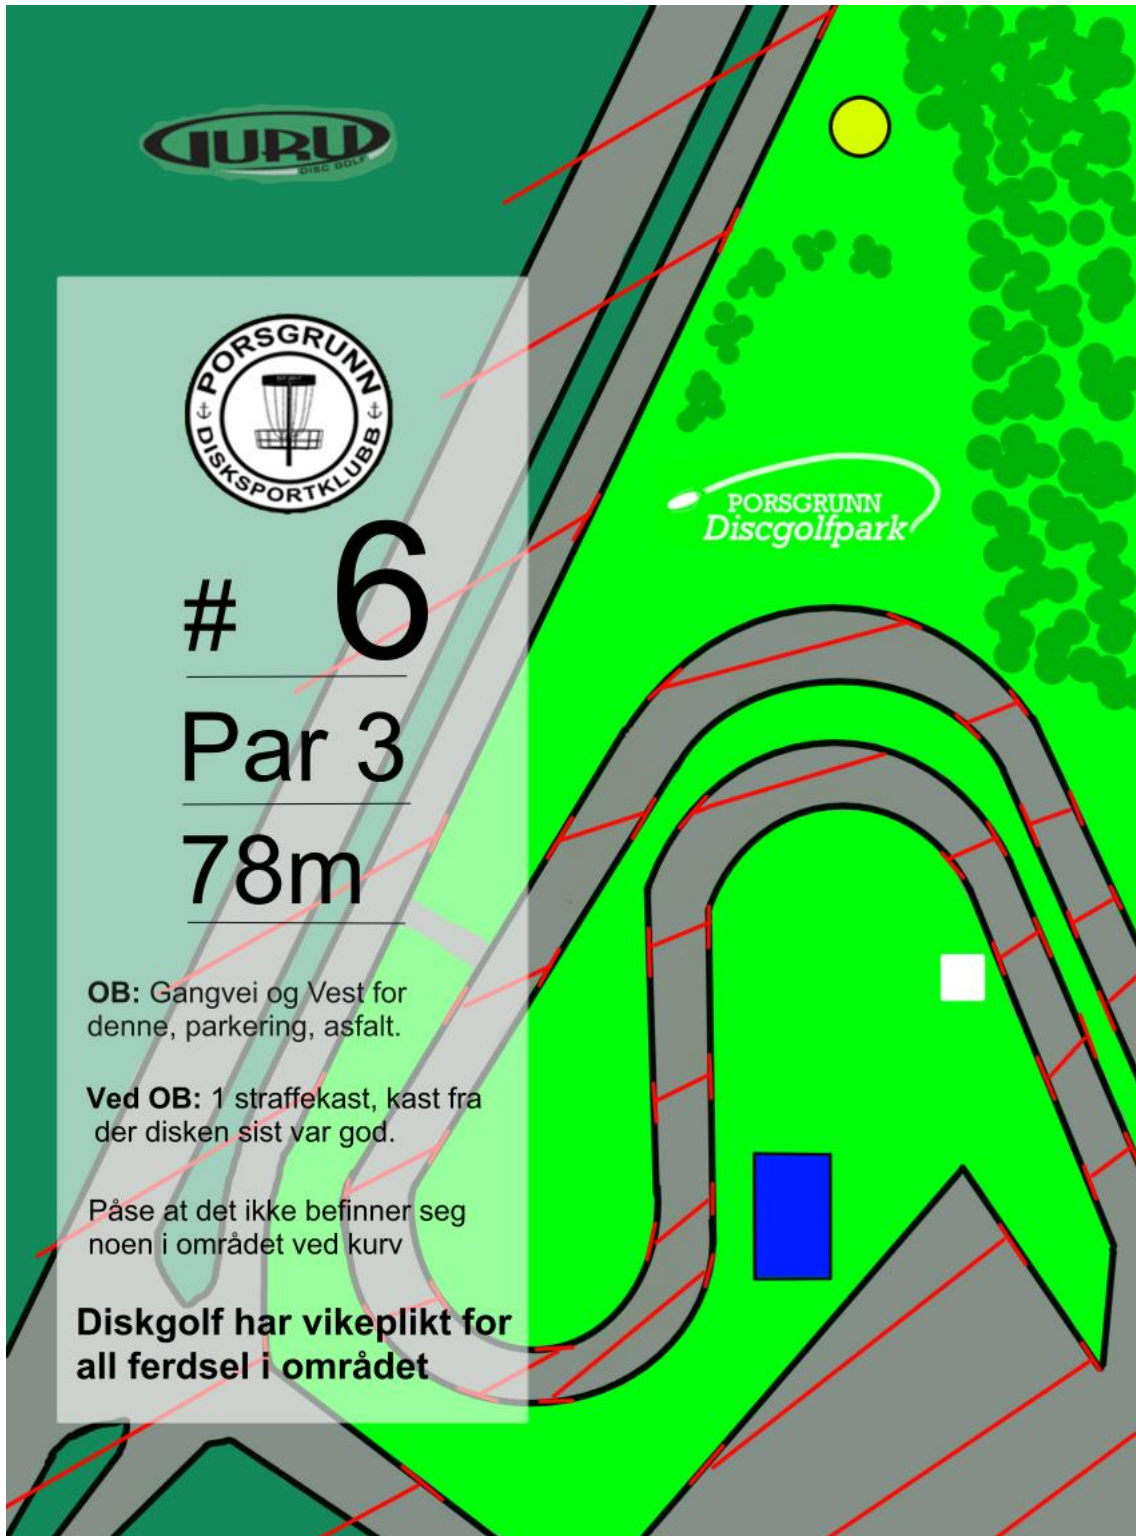 GURU
DISC GOLF
PORSGRUNN
DISKSPORTKLUBB
PORSGRUNN
Discgolfpark
# 6
Par 3
78m
OB: Gangvei og Vest for
denne, parkering, asfalt.
Ved OB: 1 straffekast, kast fra
der disken sist var god.
Påse at det ikke befinner seg
noen i området ved kurv
Diskgolf har vikeplikt for
all ferdsel i området